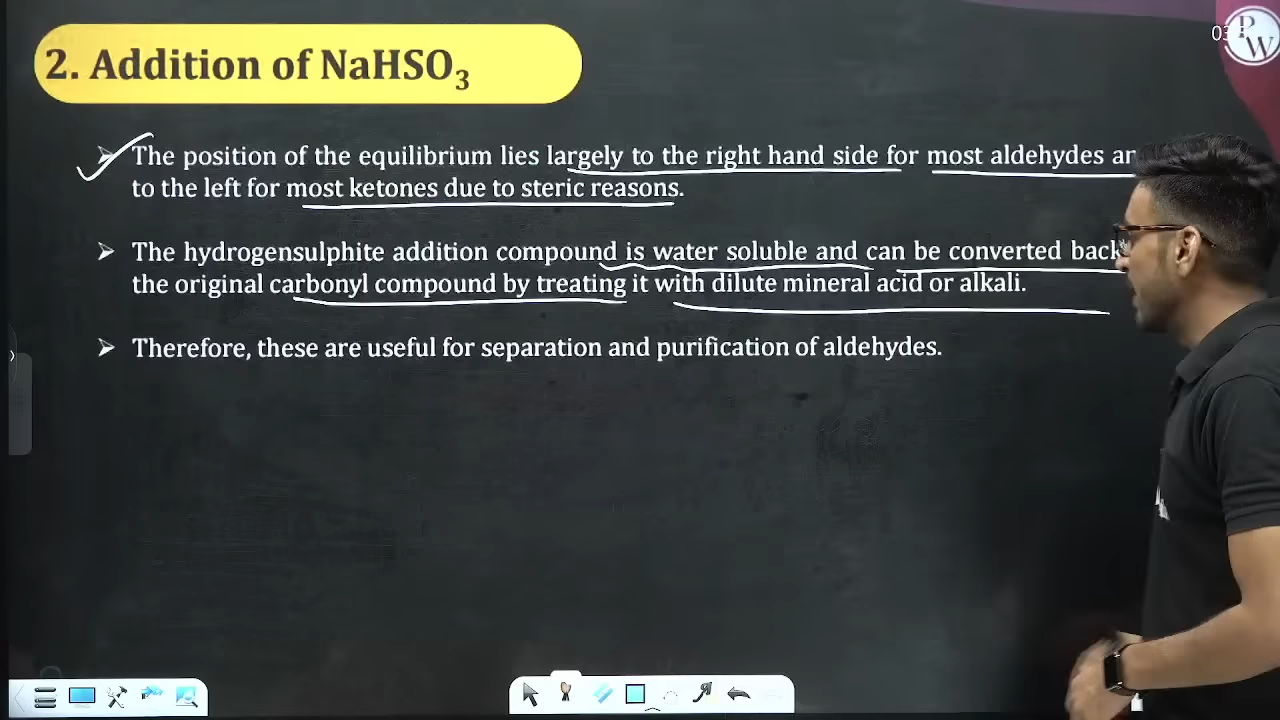 03
P
W
2. Addition of NaHSO₃
➤ The position of the equilibrium lies largely to the right hand side for most aldehydes
to the left for most ketones due to steric reasons.
➤ The hydrogensulphite addition compound is water soluble and can be converted back
the original carbonyl compound by treating it with dilute mineral acid or alkali.
➤ Therefore, these are useful for separation and purification of aldehydes.